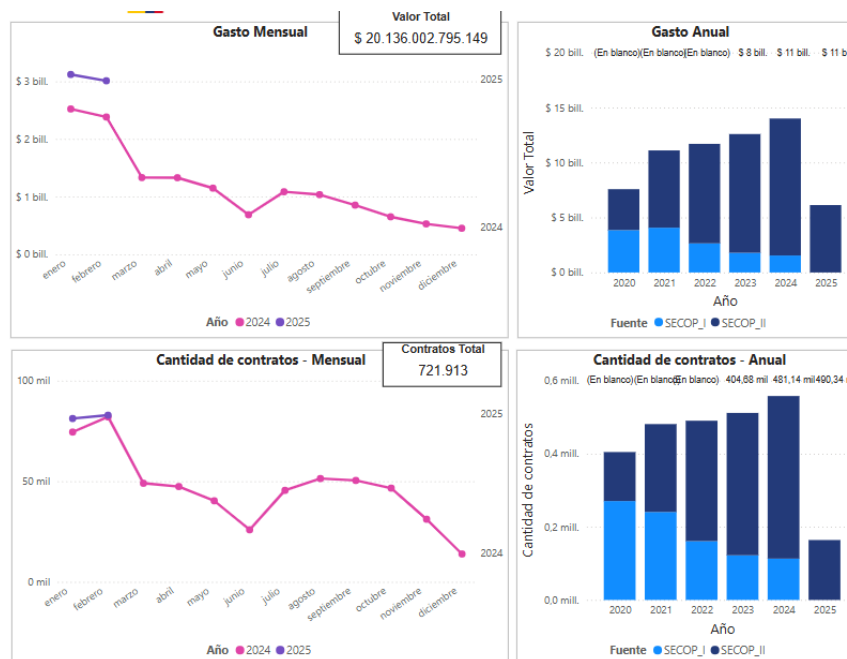 Gasto Mensual
Valor Total
$ 20.136.002.795.149
$ 3 bill.
$ 2 bill.
$ 1 bill.
$ 0 bill.
2025
2024
enero
febrero
marzo
abril
mayo
junio
julio
agosto
septiembre
octubre
noviembre
diciembre
Año 2024 2025
Gasto Anual
$ 20 bill. (En blanco) (En blanco) (En blanco) $ 8 bill. $ 11 bill. $ 11 b
$ 15 bill.
$ 10 bill.
$ 5 bill.
$ 0 bill.
Valor Total
2020 2021 2022 2023 2024 2025
Año
Fuente SECOP_I SECOP_II
Cantidad de contratos - Mensual
Contratos Total
721.913
100 mil
50 mil
0 mil
2025
2024
enero
febrero
marzo
abril
mayo
junio
julio
agosto
septiembre
octubre
noviembre
diciembre
Año 2024 2025
Cantidad de contratos - Anual
0,6 mill. (En blanco) (En blanco) (En blanco) 404,68 mil 481,14 mil 490,34 m
0,4 mill.
0,2 mill.
0,0 mill.
Cantidad de contratos
2020 2021 2022 2023 2024 2025
Año
Fuente SECOP_I SECOP_II